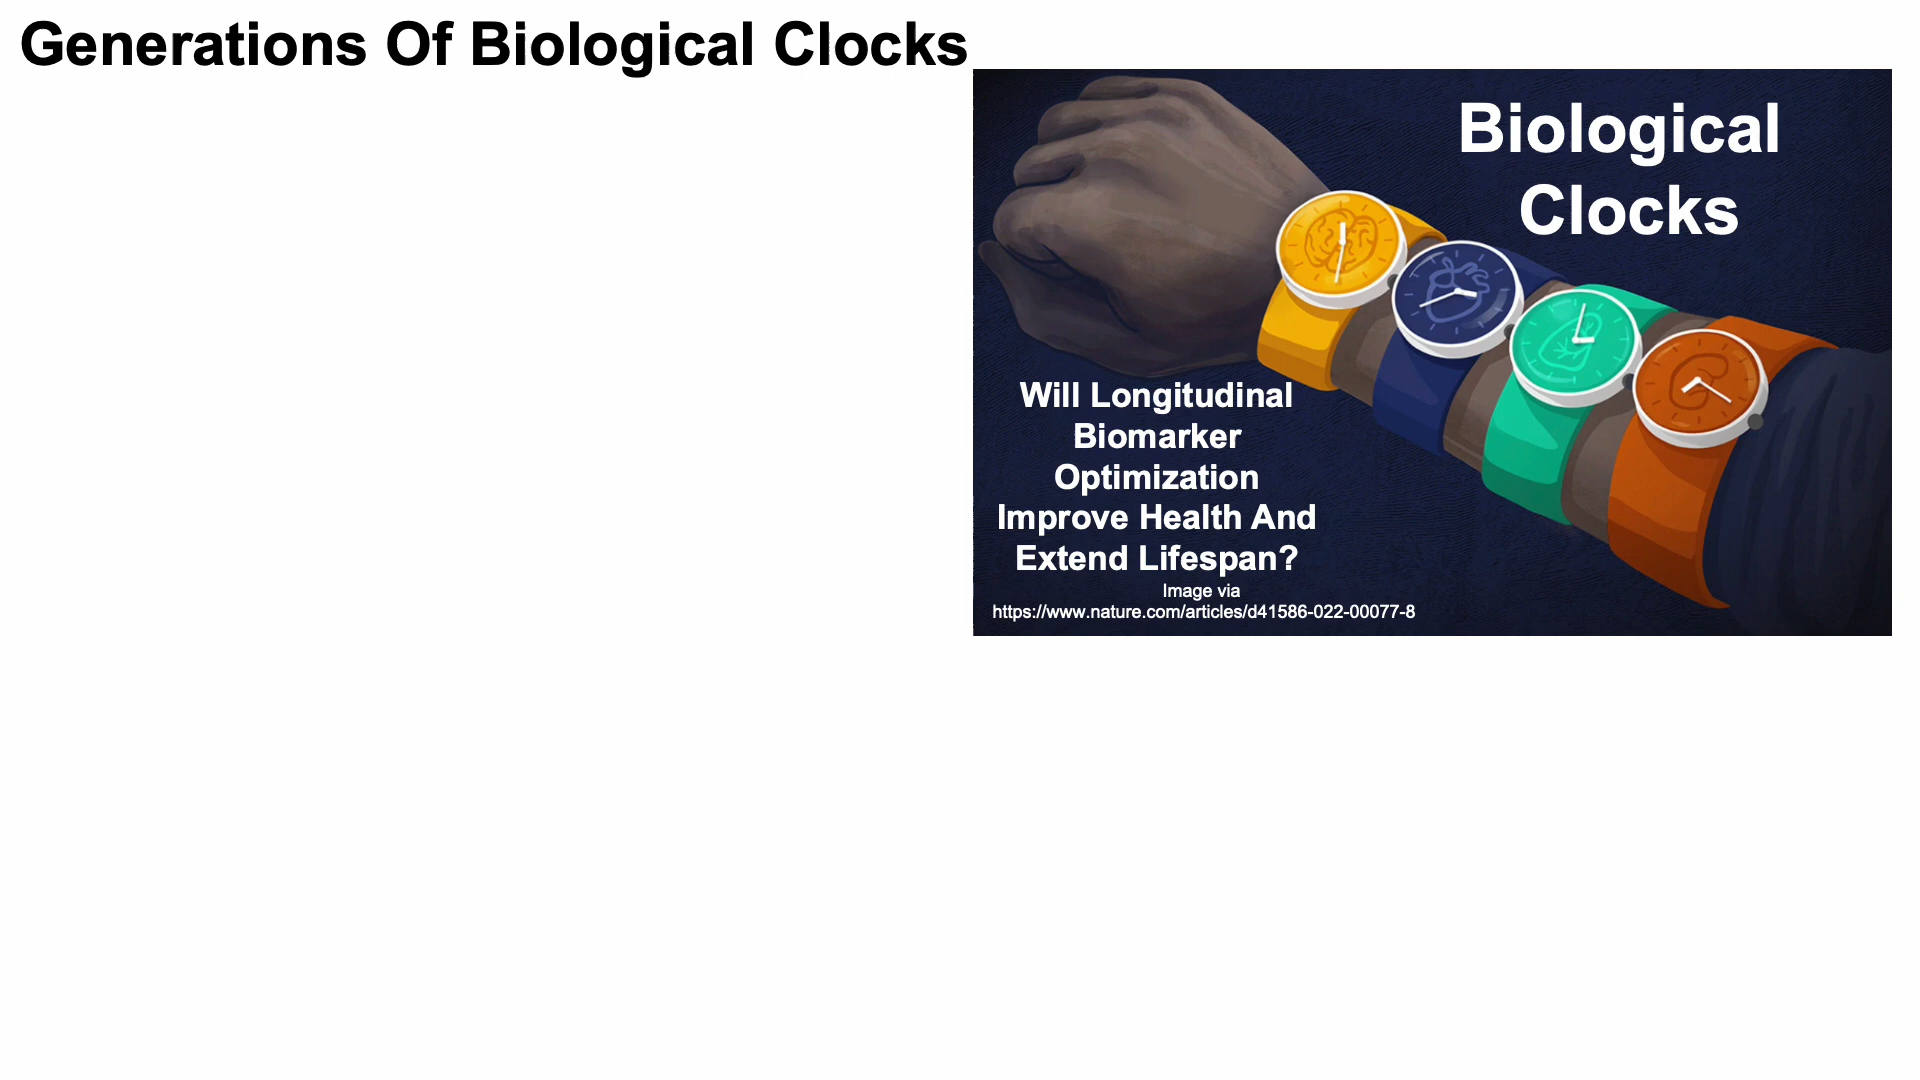 Generations Of Biological Clocks
Biological
Clocks
Will Longitudinal
Biomarker
Optimization
Improve Health And
Extend Lifespan?
Image via
https://www.nature.com/articles/d41586-022-00077-8